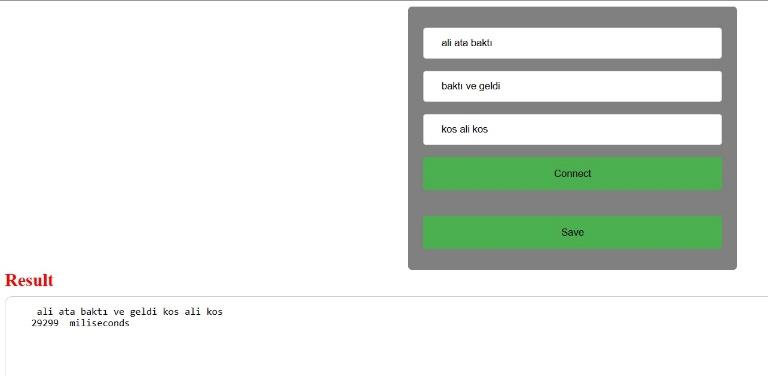 ali ata baktı
baktı ve geldi
kos ali kos
Connect
Save
Result
ali ata baktı ve geldi kos ali kos
29299 miliseconds